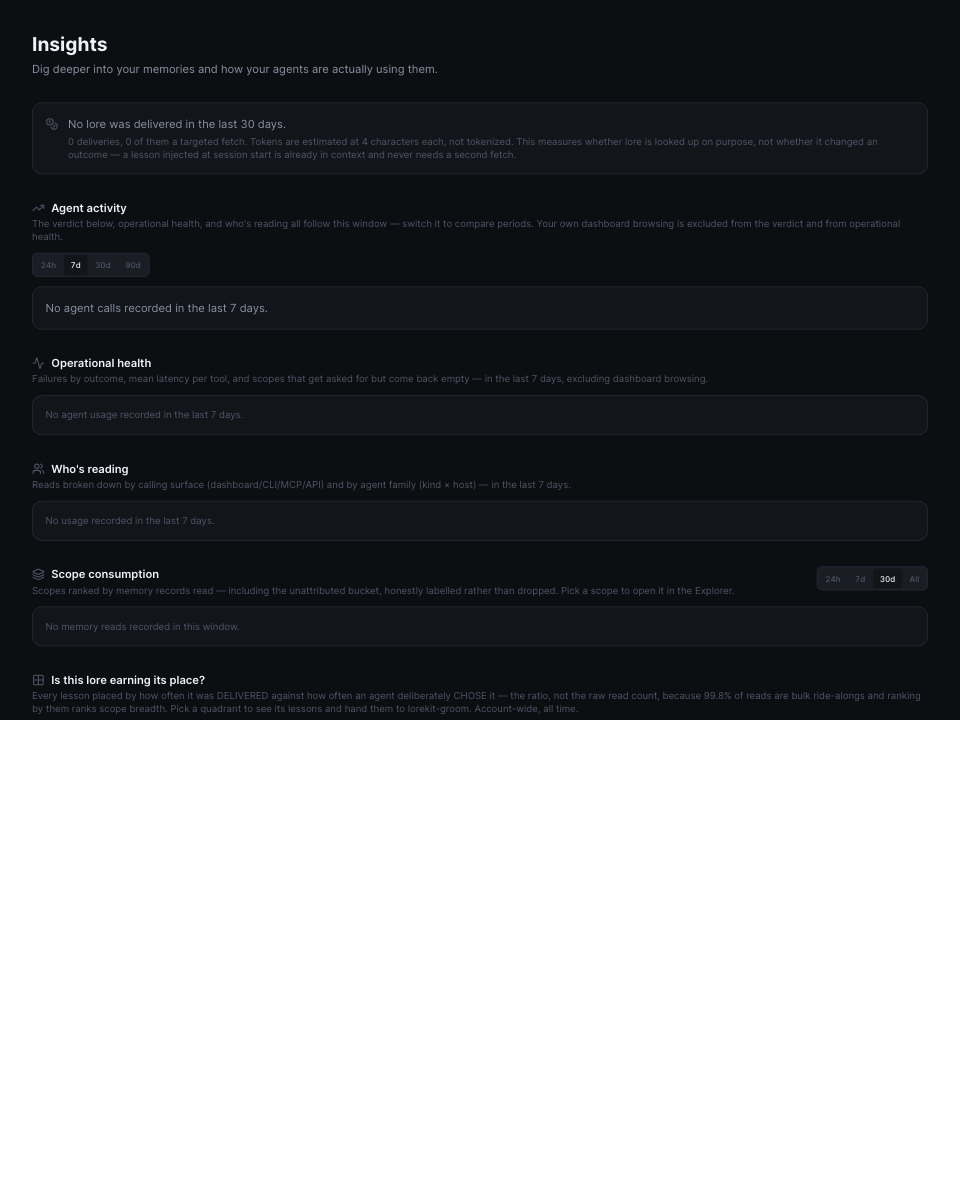 Insights
Dig deeper into your memories and how your agents are actually using them.
No lore was delivered in the last 30 days.
0 deliveries, 0 of them a targeted fetch. Tokens are estimated at 4 characters each, not tokenized. This measures whether lore is looked up on purpose, not whether it changed an
outcome — a lesson injected at session start is already in context and never needs a second fetch.
Agent activity
The verdict below, operational health, and who's reading all follow this window — switch it to compare periods. Your own dashboard browsing is excluded from the verdict and from operational
health.
24h 7d 30d 90d
No agent calls recorded in the last 7 days.
Operational health
Failures by outcome, mean latency per tool, and scopes that get asked for but come back empty — in the last 7 days, excluding dashboard browsing.
No agent usage recorded in the last 7 days.
Who's reading
Reads broken down by calling surface (dashboard/CLI/MCP/API) and by agent family (kind × host) — in the last 7 days.
No usage recorded in the last 7 days.
Scope consumption
24h 7d 30d All
Scopes ranked by memory records read — including the unattributed bucket, honestly labelled rather than dropped. Pick a scope to open it in the Explorer.
No memory reads recorded in this window.
Is this lore earning its place?
Every lesson placed by how often it was DELIVERED against how often an agent deliberately CHOSE it — the ratio, not the raw read count, because 99.8% of reads are bulk ride-alongs and ranking
by them ranks scope breadth. Pick a quadrant to see its lessons and hand them to lorekit-groom. Account-wide, all time.